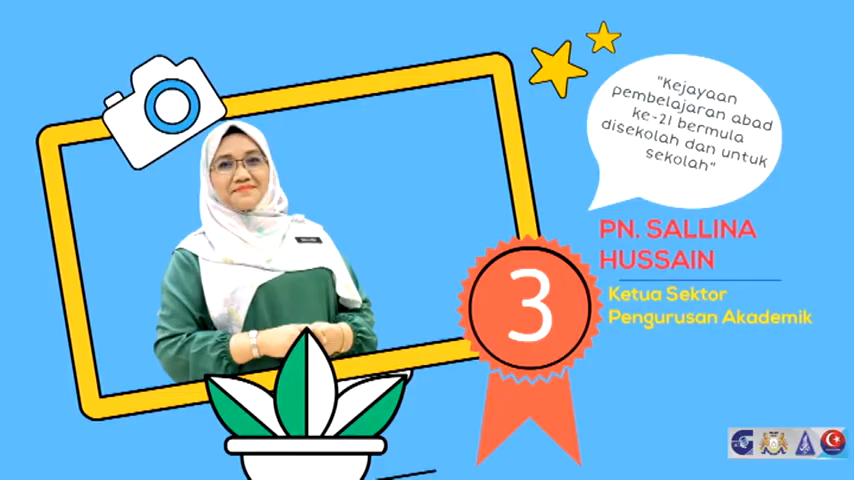 "Kejayaan
pembelajaran abad
ke-21 bermula
disekolah dan untuk
sekolah"
PN. SALLINA
HUSSAIN
3
Ketua Sektor
Pengurusan Akademik